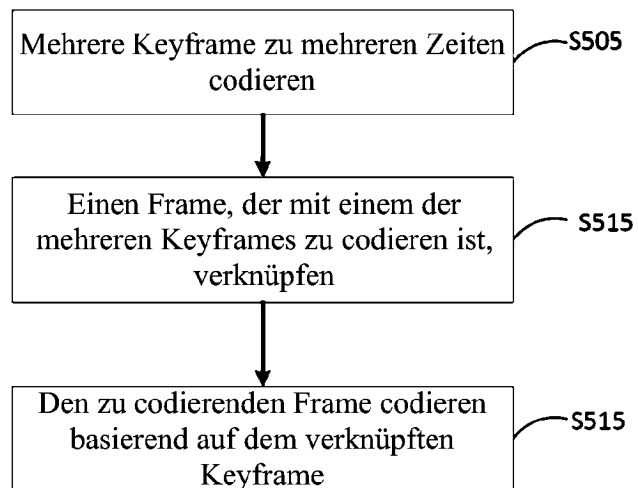 Mehrere Keyframe zu mehreren Zeiten
codieren
S505
Einen Frame, der mit einem der
mehreren Keyframes zu codieren ist,
verknüpfen
S515
Den zu codierenden Frame codieren
basierend auf dem verknüpften
Keyframe
S515